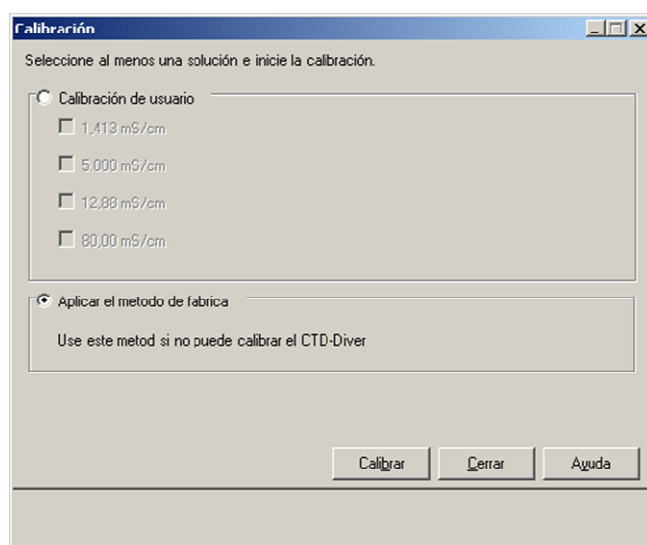 Calibración
Seleccione al menos una solución e inicie la calibración.
Calibración de usuario
1,413 mS/cm
5.000 mS/cm
12,88 mS/cm
80,00 mS/cm
Aplicar el metodo de fabrica
Use este metod si no puede calibrar el CTD-Diver
Calibrar Cerrar Ayuda